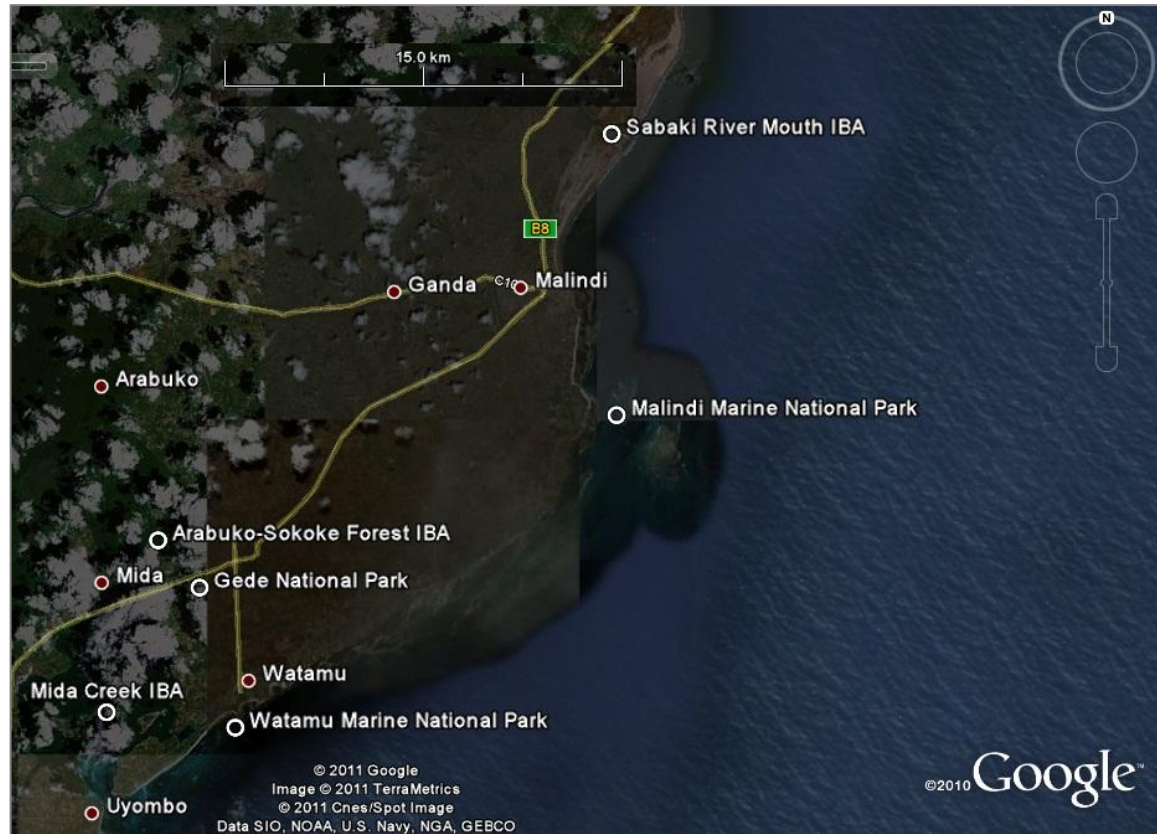 N
15.0 km
Sabaki River Mouth IBA
B8
Ganda
C10
Malindi
Arabuko
Malindi Marine National Park
Arabuko-Sokoke Forest IBA
Mida
Gede National Park
Watamu
Mida Creek IBA
Watamu Marine National Park
Uyombo
© 2011 Google
Image © 2011 TerraMetrics
© 2011 Cnes/Spot Image
Data SIO, NOAA, U.S. Navy, NGA, GEBCO
©2010 Google™